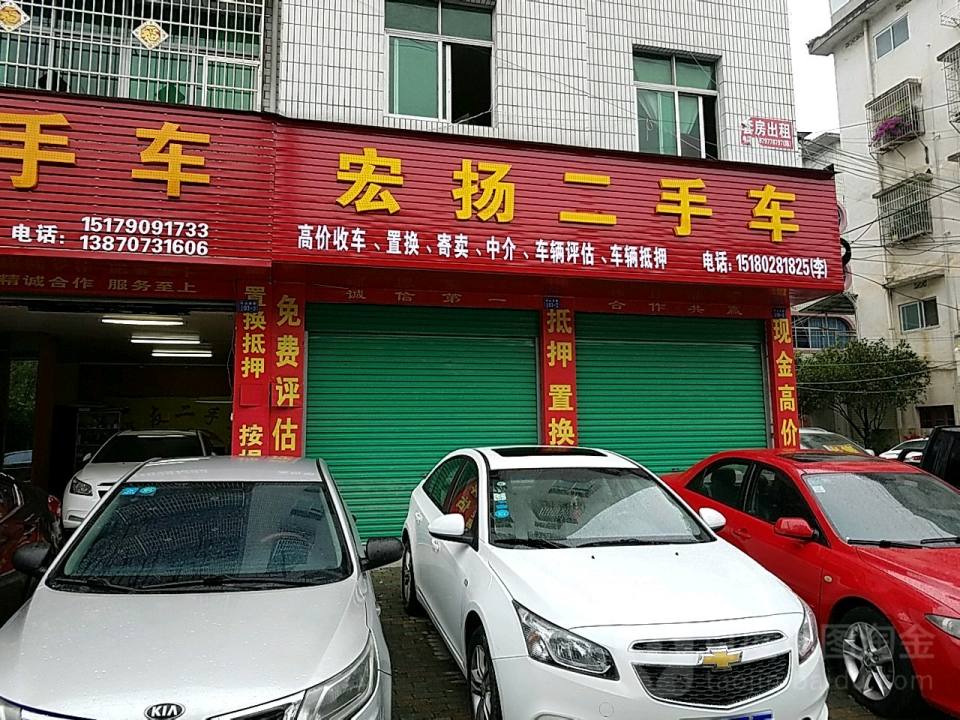 手车
电话：
15179091733
13870731606
精诚合作 服务至上
宏扬二手车
高价收车、置换、寄卖、中介、车辆评估、车辆抵押
电话: 15180281825(李)
房出租
诚信第一
合作共赢
置换抵押
免费评估
抵押 置换
现金高价
二手
KIA